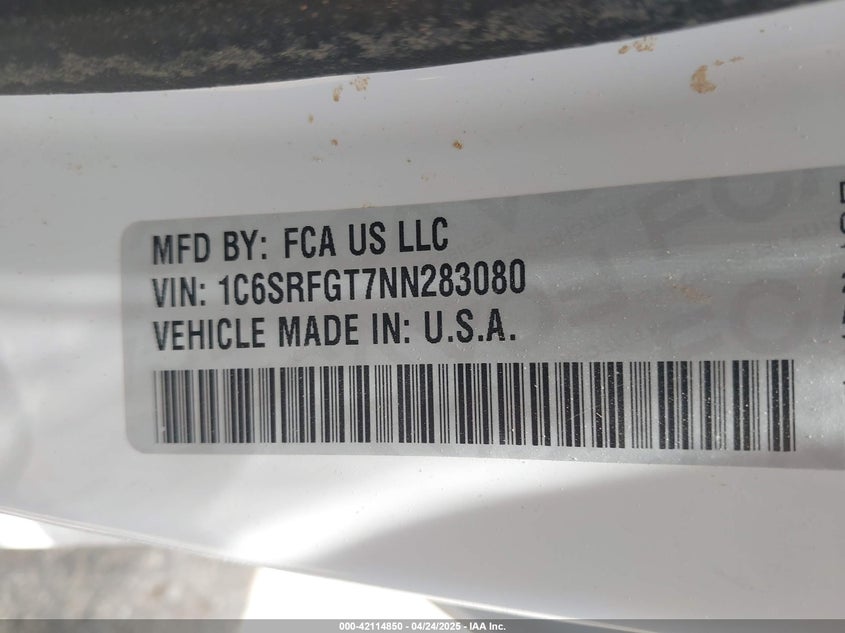 MFD BY: FCA US LLC
VIN: 1C6SRFGT7NN283080
VEHICLE MADE IN: U.S.A.
000-42114850 04/24/2025 - IAA Inc.